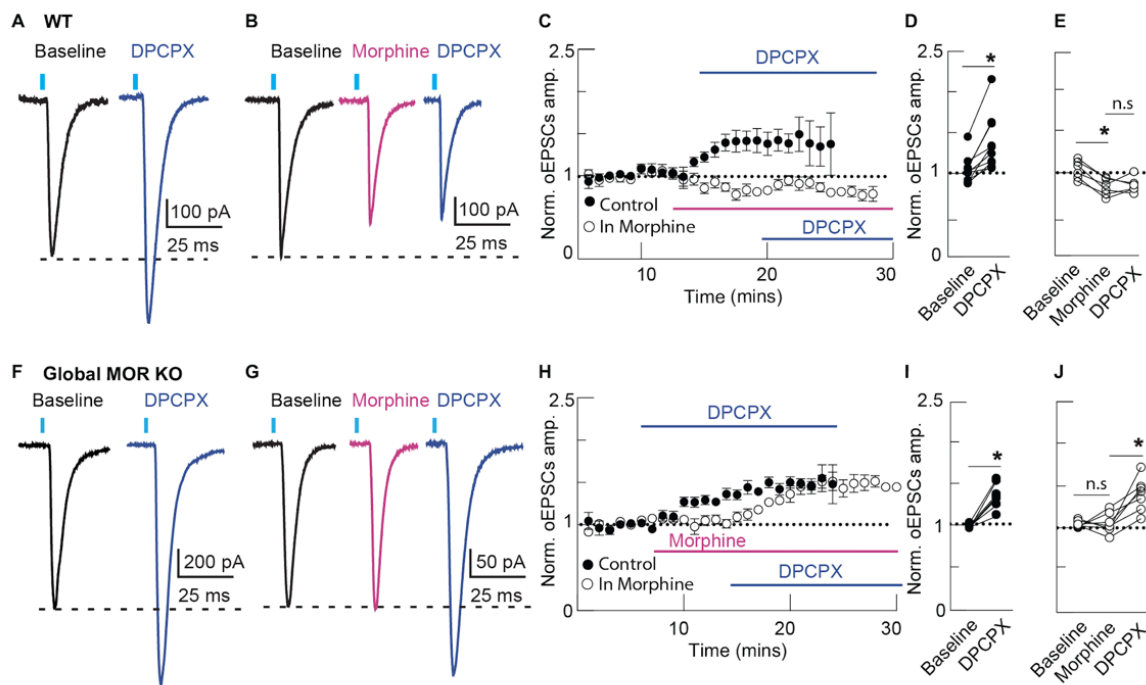 A WT
Baseline DPCPX
100 pA
25 ms
B
Baseline Morphine DPCPX
100 pA
25 ms
C
DPCPX
Norm. oEPSCs amp.
2.5
1
0
Control
In Morphine
DPCPX
10 20 30
Time (mins)
D
Norm. oEPSCs amp.
2.5
1
0
*
Baseline
DPCPX
E
n.s
*
Baseline
Morphine
DPCPX
F Global MOR KO
Baseline DPCPX
200 pA
25 ms
G
Baseline Morphine DPCPX
50 pA
25 ms
H
DPCPX
Norm. oEPSCs amp.
2.5
1
0
Morphine
Control
In Morphine
DPCPX
10 20 30
Time (mins)
I
Norm. oEPSCs amp.
2.5
1
0
*
Baseline
DPCPX
J
*
n.s
Baseline
Morphine
DPCPX